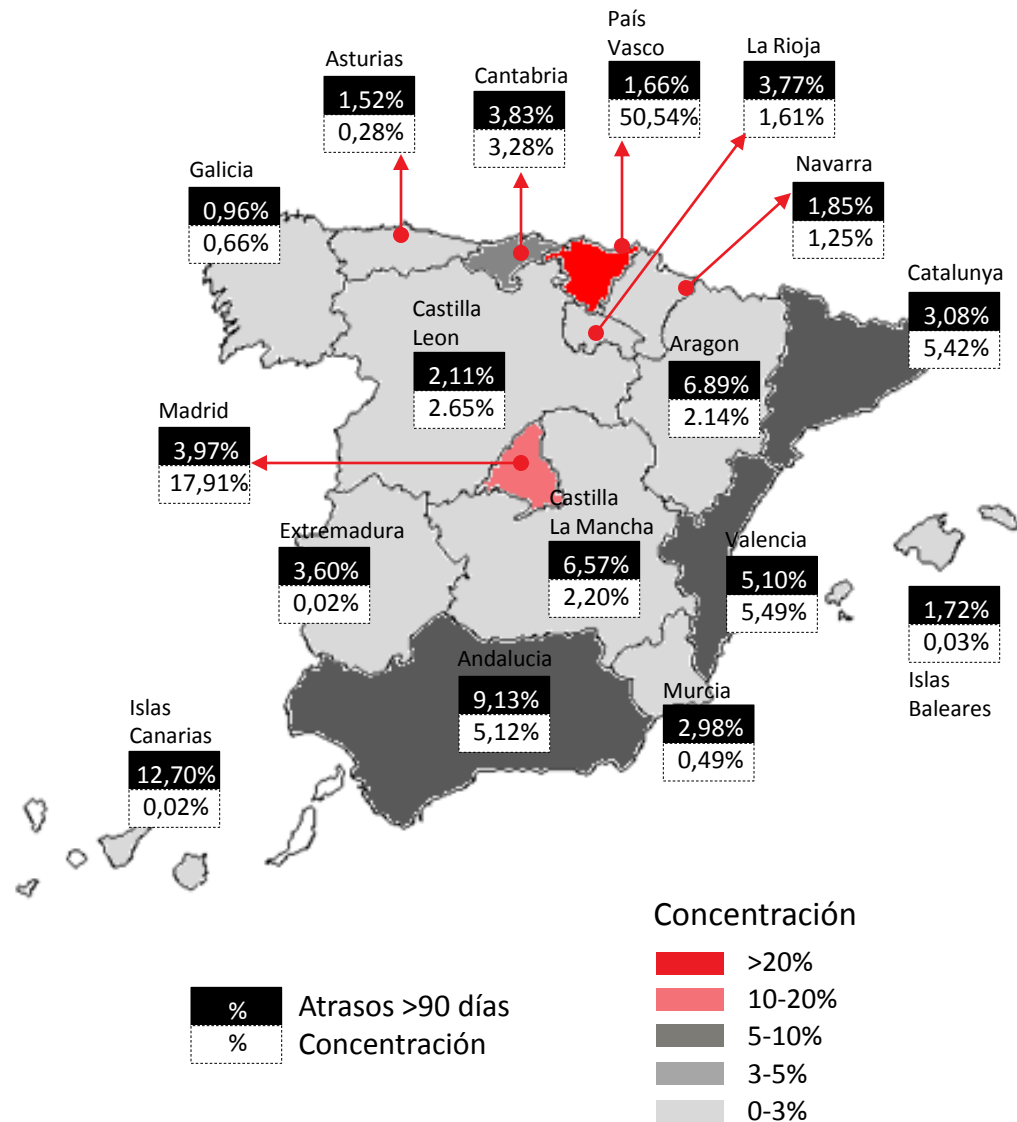 País
Vasco
1,66%
50,54%
La Rioja
3,77%
1,61%
Asturias
1,52%
0,28%
Cantabria
3,83%
3,28%
Navarra
1,85%
1,25%
Galicia
0,96%
0,66%
Catalunya
3,08%
5,42%
Castilla
Leon
2,11%
2.65%
Aragon
6.89%
2.14%
Madrid
3,97%
17,91%
Castilla
La Mancha
6,57%
2,20%
Extremadura
3,60%
0,02%
Valencia
5,10%
5,49%
1,72%
0,03%
Islas
Baleares
Andalucia
9,13%
5,12%
Murcia
2,98%
0,49%
Islas
Canarias
12,70%
0,02%
Concentración
>20%
10-20%
5-10%
3-5%
0-3%
% Atrasos >90 días
% Concentración